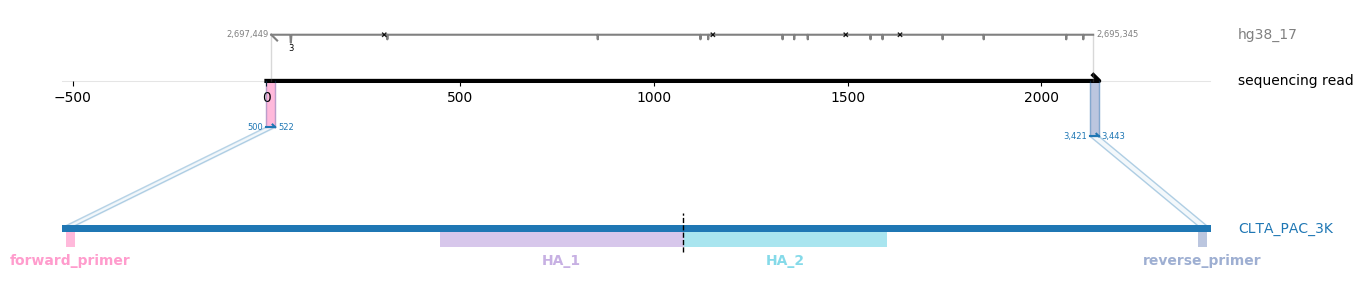 2,697,449 2,695,345 hg38_17
3
sequencing read
−500 0 500 1000 1500 2000
500 522 3,421 3,443
CLTA_PAC_3K
forward_primer HA_1 HA_2 reverse_primer